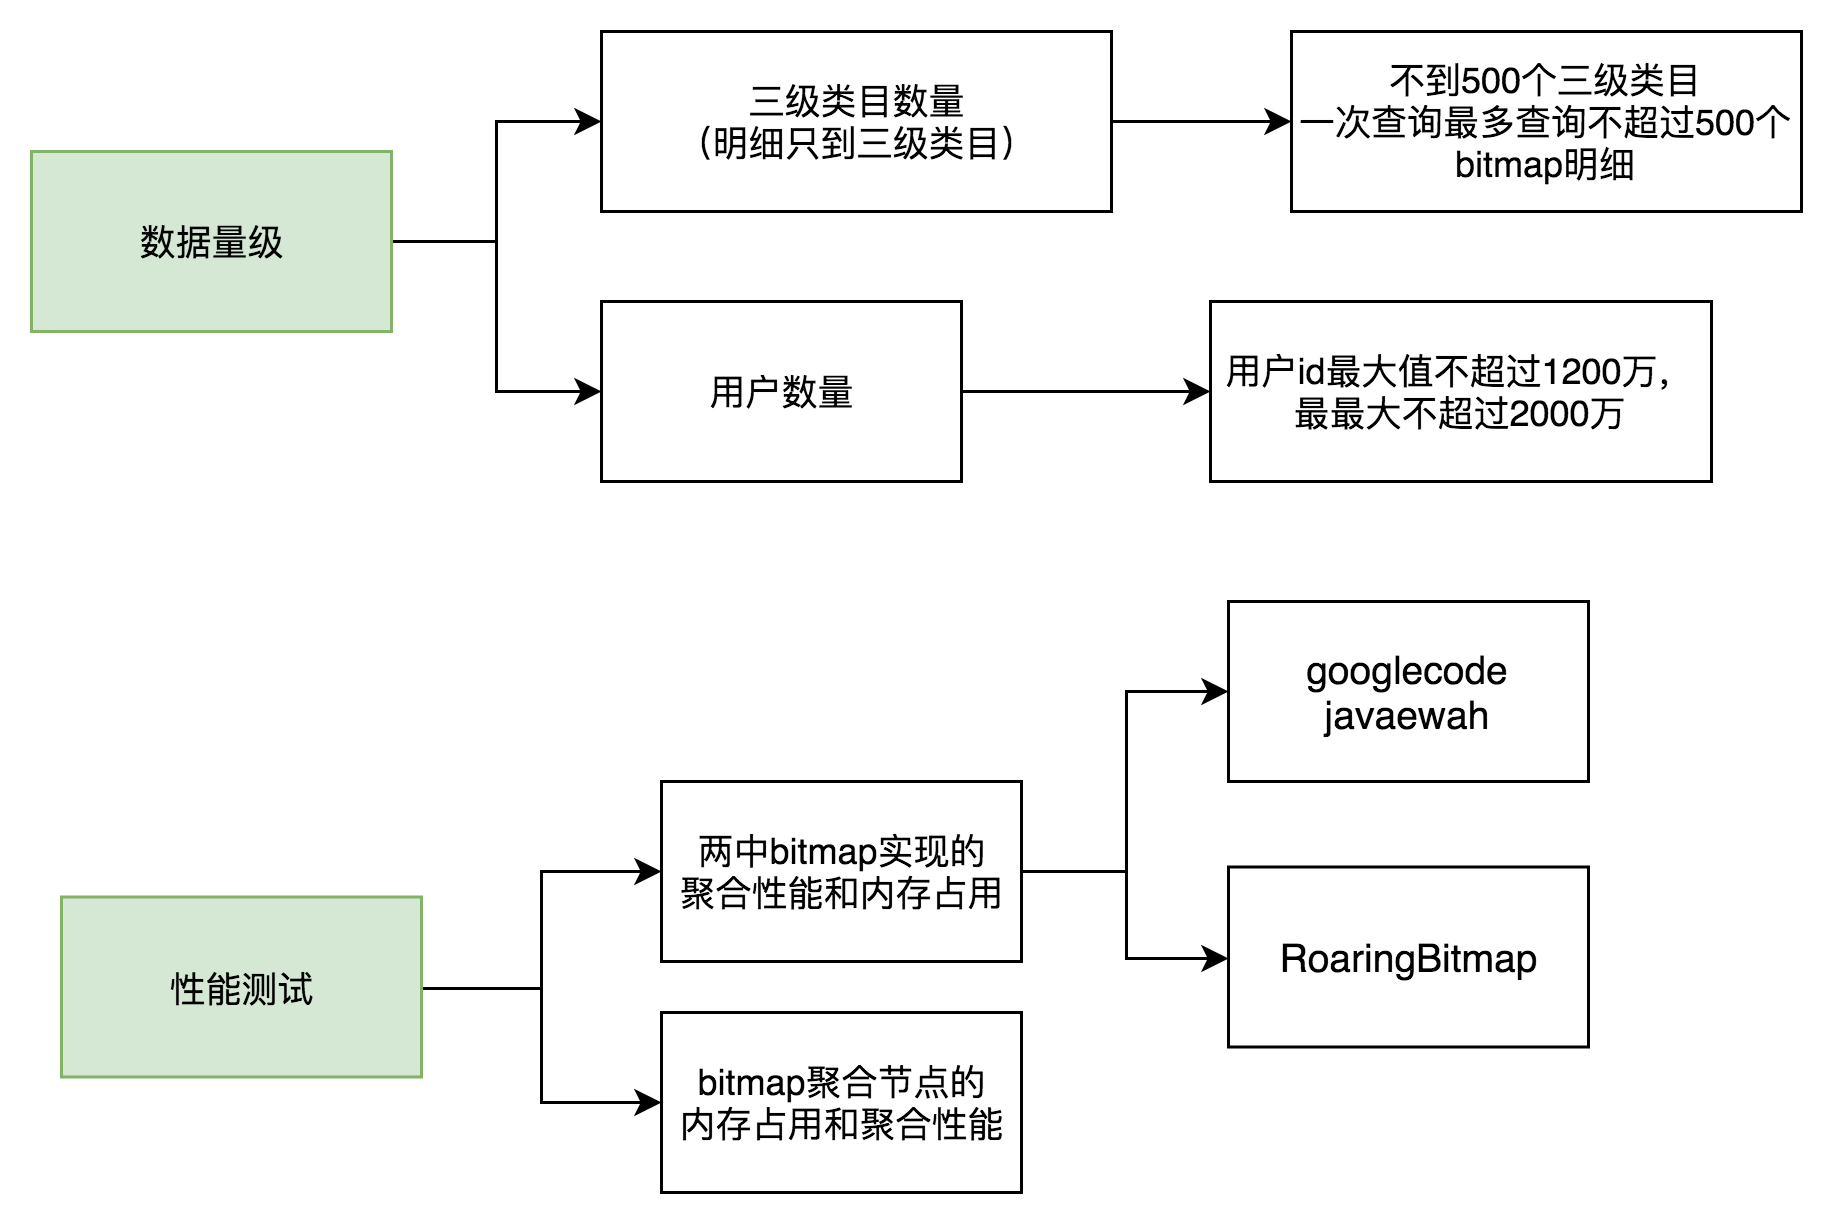 数据量级
三级类目数量
（明细只到三级类目）
不到500个三级类目
一次查询最多查询不超过500个
bitmap明细
用户数量
用户id最大值不超过1200万，
最最大不超过2000万
性能测试
两中bitmap实现的
聚合性能和内存占用
googlecode
javaewah
RoaringBitmap
bitmap聚合节点的
内存占用和聚合性能